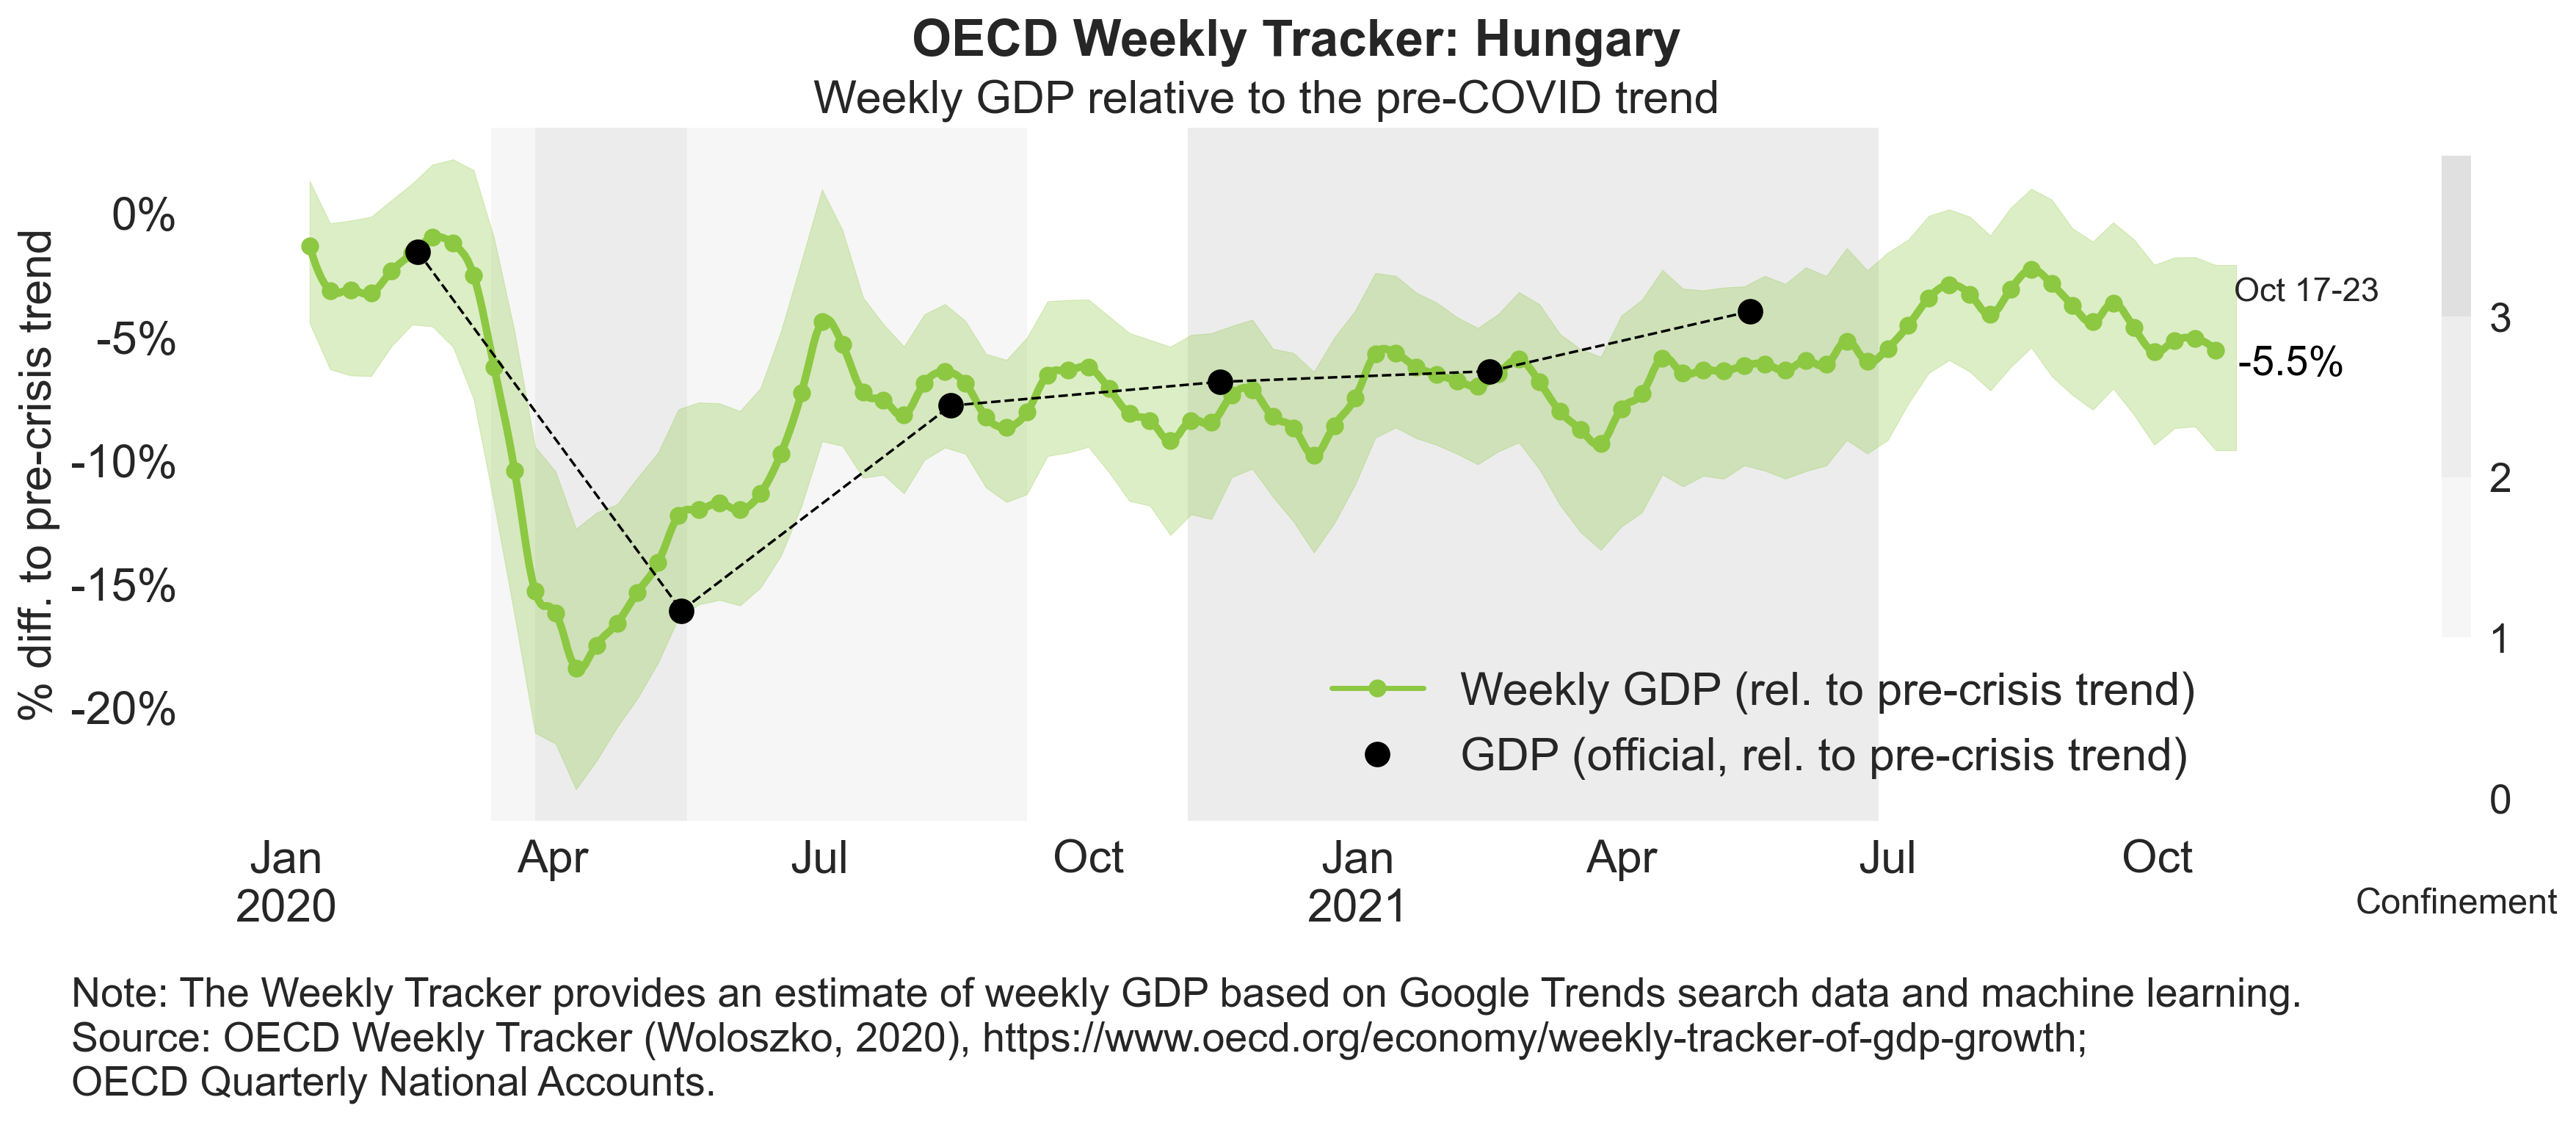 OECD Weekly Tracker: Hungary
Weekly GDP relative to the pre-COVID trend
% diff. to pre-crisis trend
0%
-5%
-10%
-15%
-20%
Oct 17-23
-5.5%
3
2
1
0
Weekly GDP (rel. to pre-crisis trend)
GDP (official, rel. to pre-crisis trend)
Jan Apr Jul Oct Jan Apr Jul Oct
2020 2021
Confinement
Note: The Weekly Tracker provides an estimate of weekly GDP based on Google Trends search data and machine learning.
Source: OECD Weekly Tracker (Woloszko, 2020), https://www.oecd.org/economy/weekly-tracker-of-gdp-growth;
OECD Quarterly National Accounts.